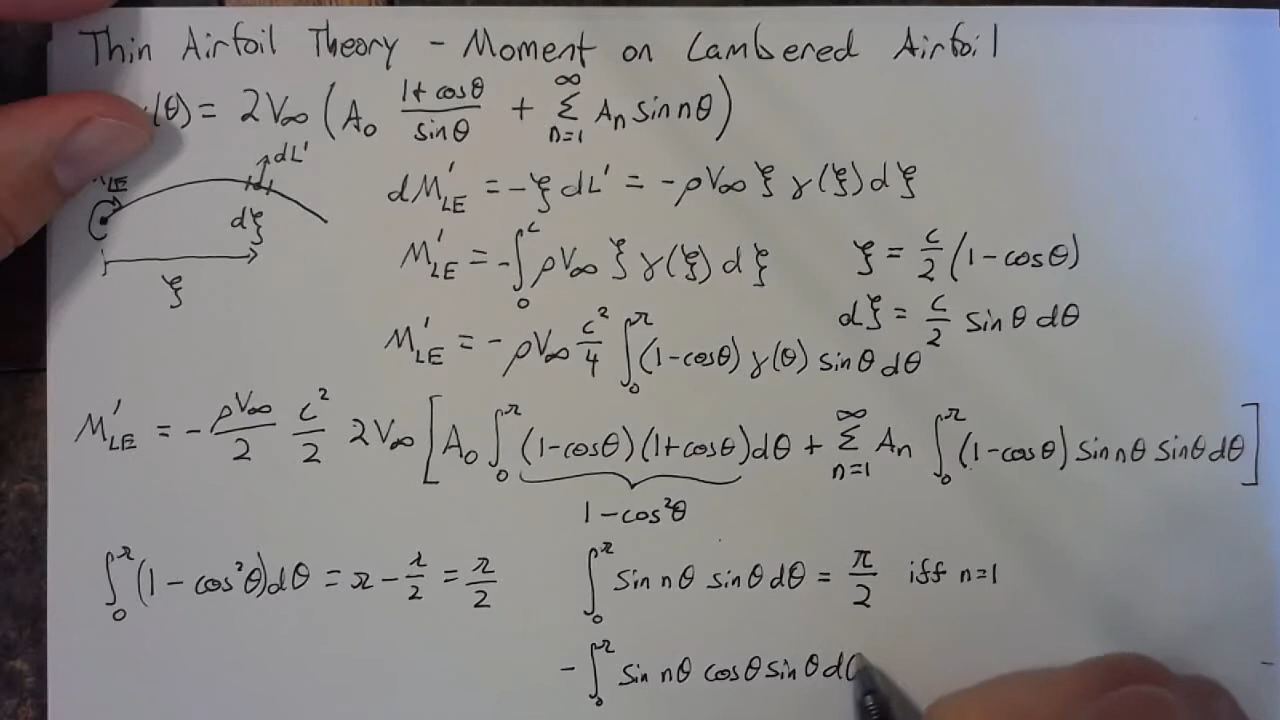 Thin Airfoil Theory - Moment on Cambered Airfoil
(θ) = 2V∞ (A₀ (1+cosθ)/sinθ + Σ_{n=1}^{∞} Aₙ sin nθ)
dL'
LE
dξ
ξ
dM'_LE = -ξ dL' = -ρV∞ ξ γ(ξ) dξ
M'_LE = -∫₀^c ρV∞ ξ γ(ξ) dξ
ξ = c/2 (1-cosθ)
dξ = c/2 sinθ dθ
M'_LE = -ρV∞ c²/4 ∫₀^π (1-cosθ) γ(θ) sinθ dθ
M'_LE = -ρV∞/2 c²/2 2V∞ [A₀ ∫₀^π (1-cosθ)(1+cosθ)dθ + Σ_{n=1}^{∞} Aₙ ∫₀^π (1-cosθ) sin nθ sinθ dθ]
1-cos²θ
∫₀^π (1-cos²θ)dθ = π - π/2 = π/2
∫₀^π sin nθ sinθ dθ = π/2 iff n=1
-∫₀^π sin nθ cosθ sinθ d